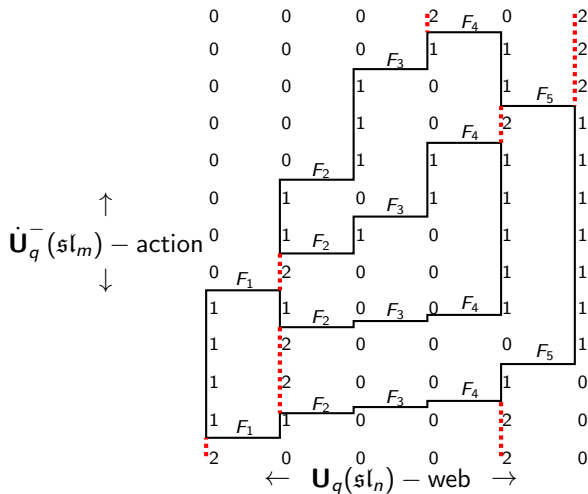 0 0 0 2 0 2
F₄
0 0 0 1 1 2
F₃
0 0 1 0 1 2
F₅
0 0 1 0 2 1
F₄
0 0 1 1 1 1
F₂
0 1 0 1 1 1
↑ F₃
0 1 1 0 1 1
U̇_q^−(𝔰𝔩_m) − action F₂
0 2 0 0 1 1
↓ F₁
1 1 0 0 1 1
F₂ F₃ F₄
1 2 0 0 0 1
F₅
1 2 0 0 1 0
F₂ F₃ F₄
1 1 0 0 2 0
F₁
2 0 0 0 2 0
← U_q(𝔰𝔩_n) − web →